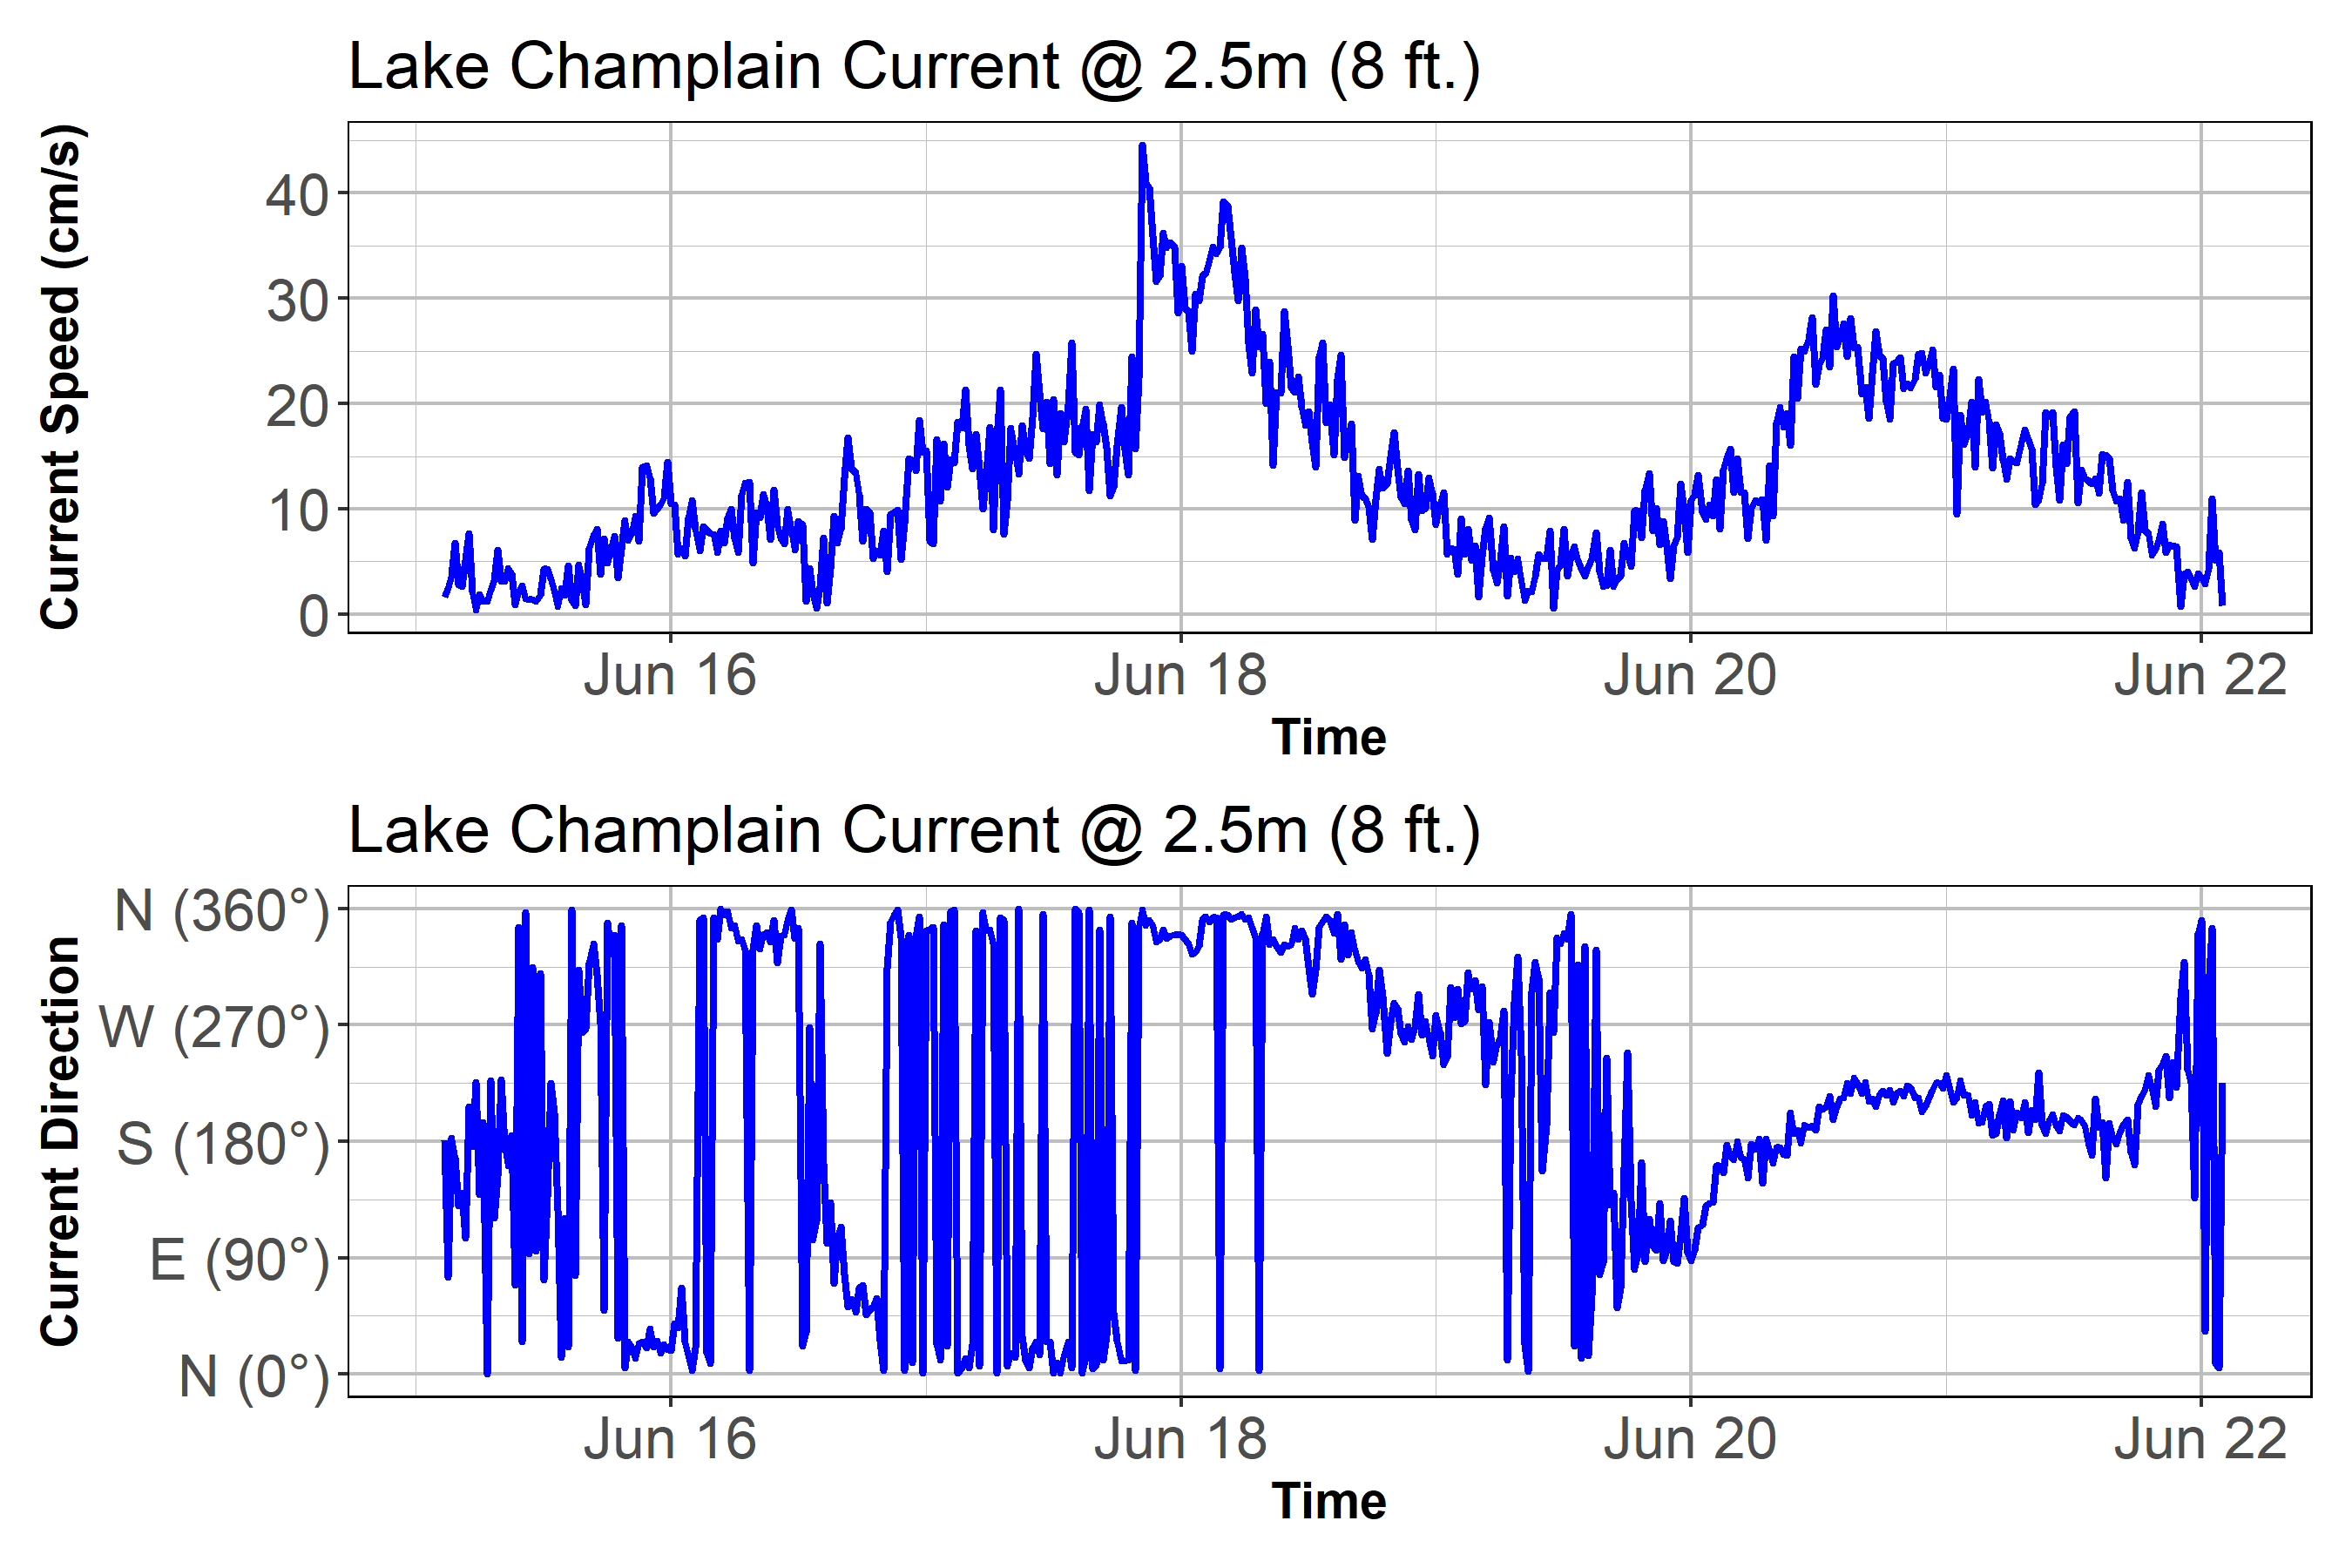 Lake Champlain Current @ 2.5m (8 ft.)
Current Speed (cm/s)
40
30
20
10
0
Jun 16 Jun 18 Jun 20 Jun 22
Time
Lake Champlain Current @ 2.5m (8 ft.)
Current Direction
N (360°)
W (270°)
S (180°)
E (90°)
N (0°)
Jun 16 Jun 18 Jun 20 Jun 22
Time